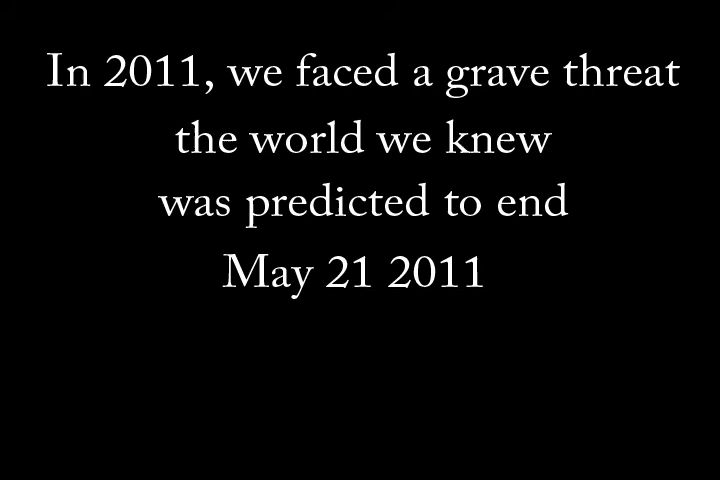 In 2011, we faced a grave threat
the world we knew
was predicted to end
May 21 2011